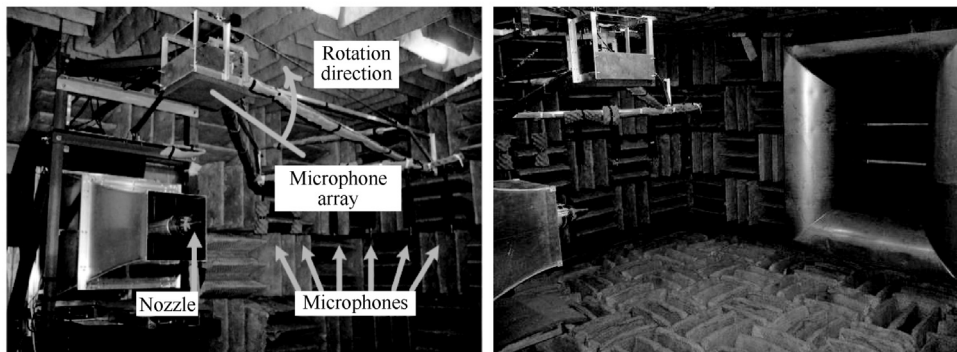 Rotation
direction
Microphone
array
Nozzle
Microphones